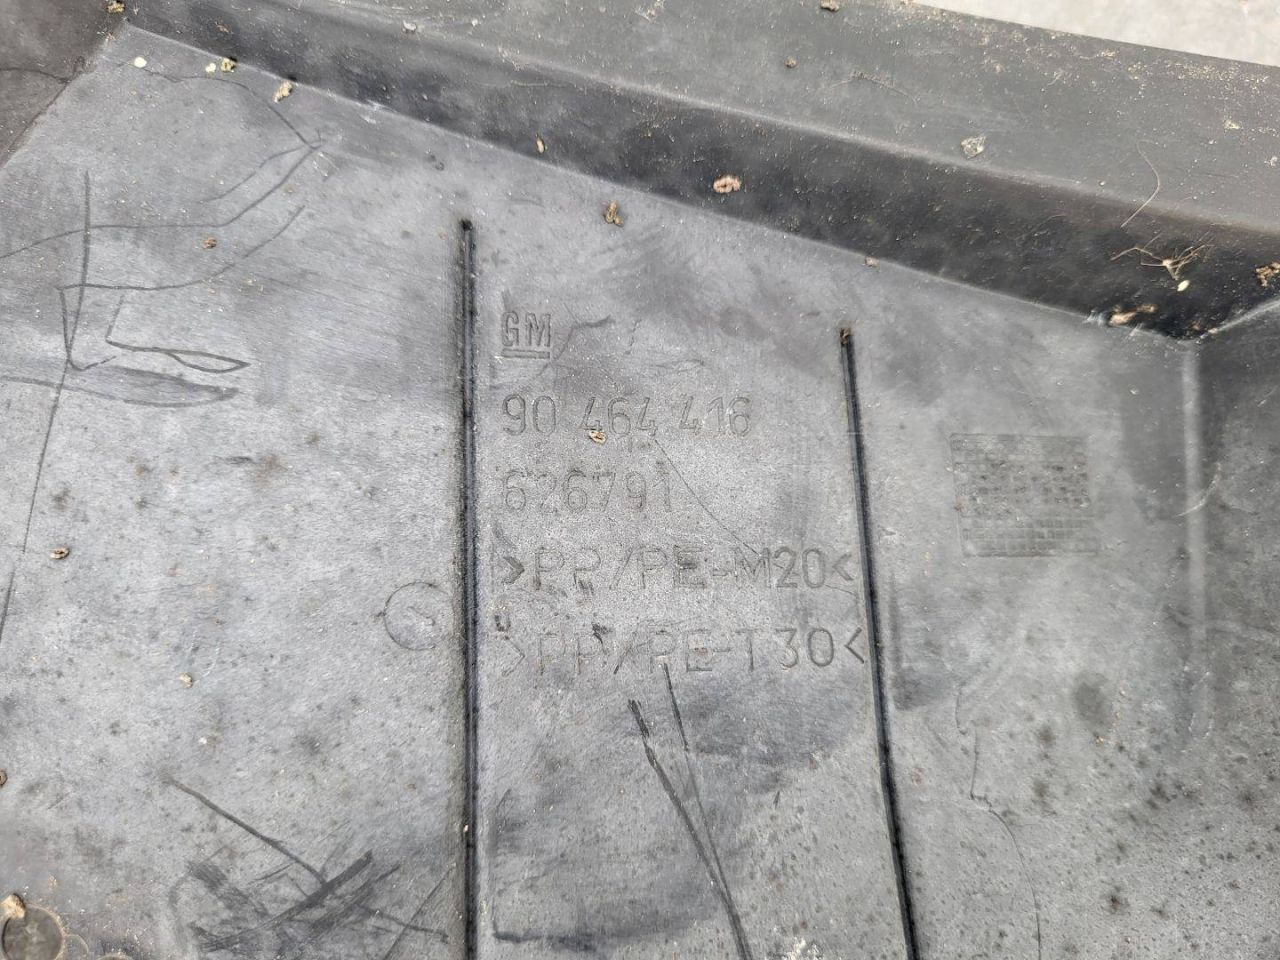 GM
90 464 416
626791
>PP/PE-M20<
>PP/PE-T30<